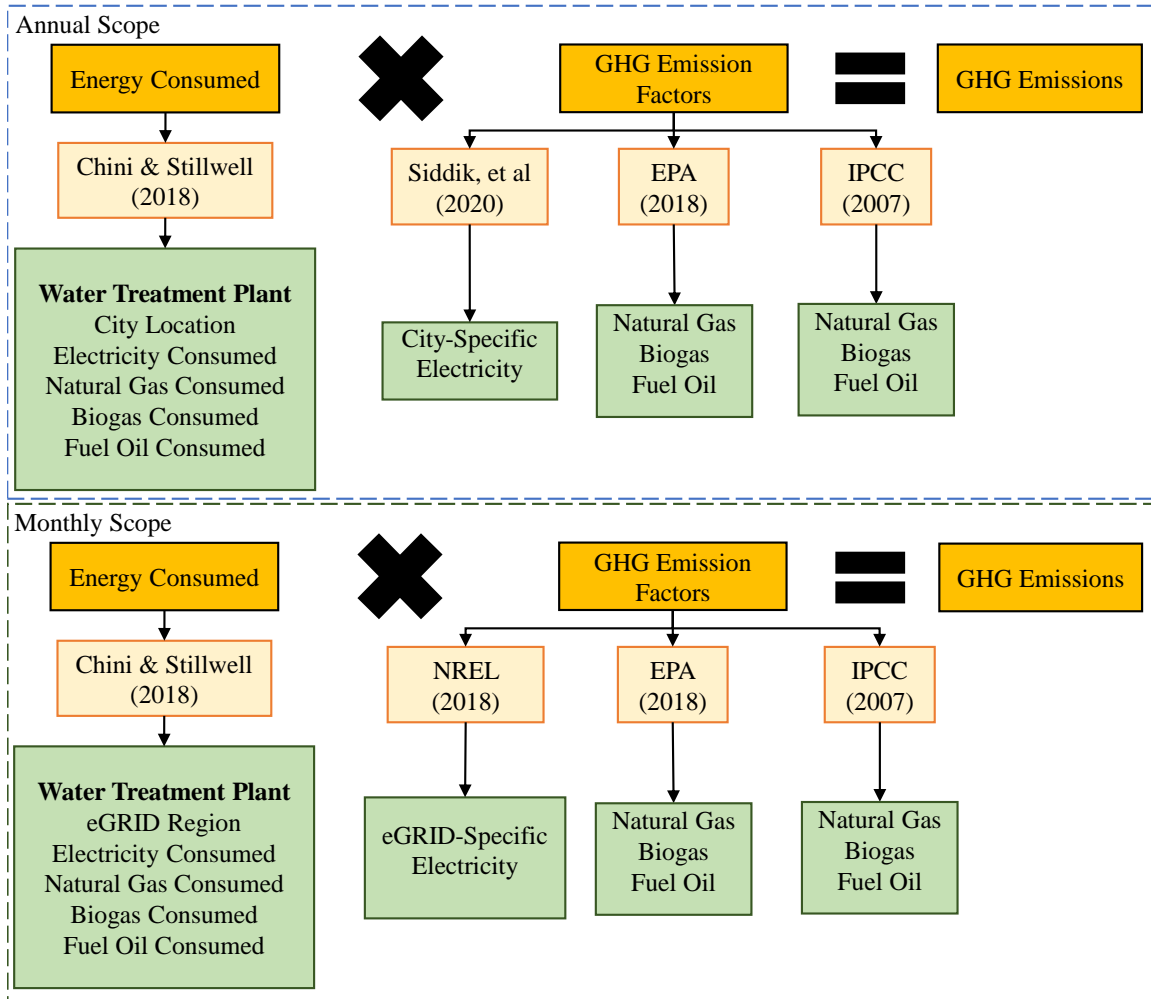 Annual Scope
Energy Consumed
GHG Emission
Factors
GHG Emissions
Chini & Stillwell
(2018)
Siddik, et al
(2020)
EPA
(2018)
IPCC
(2007)
Water Treatment Plant
City Location
Electricity Consumed
Natural Gas Consumed
Biogas Consumed
Fuel Oil Consumed
City-Specific
Electricity
Natural Gas
Biogas
Fuel Oil
Natural Gas
Biogas
Fuel Oil
Monthly Scope
Energy Consumed
GHG Emission
Factors
GHG Emissions
Chini & Stillwell
(2018)
NREL
(2018)
EPA
(2018)
IPCC
(2007)
Water Treatment Plant
eGRID Region
Electricity Consumed
Natural Gas Consumed
Biogas Consumed
Fuel Oil Consumed
eGRID-Specific
Electricity
Natural Gas
Biogas
Fuel Oil
Natural Gas
Biogas
Fuel Oil